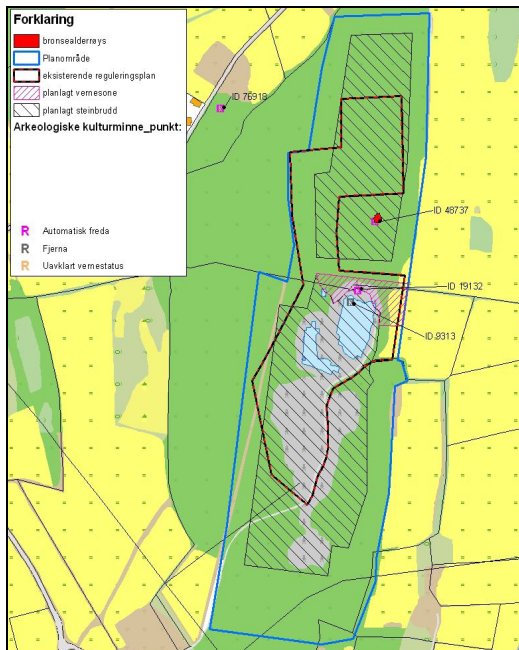 Forklaring
bronsealderrøys
Planområde
eksisterende reguleringsplan
planlagt vernesone
planlagt steinbrudd
Arkeologiske kulturminne_punkt:
R Automatisk freda
R Fjerna
R Uavklart vernestatus
ID 76918
R
ID 48737
R
ID 19132
R
ID 9313
R